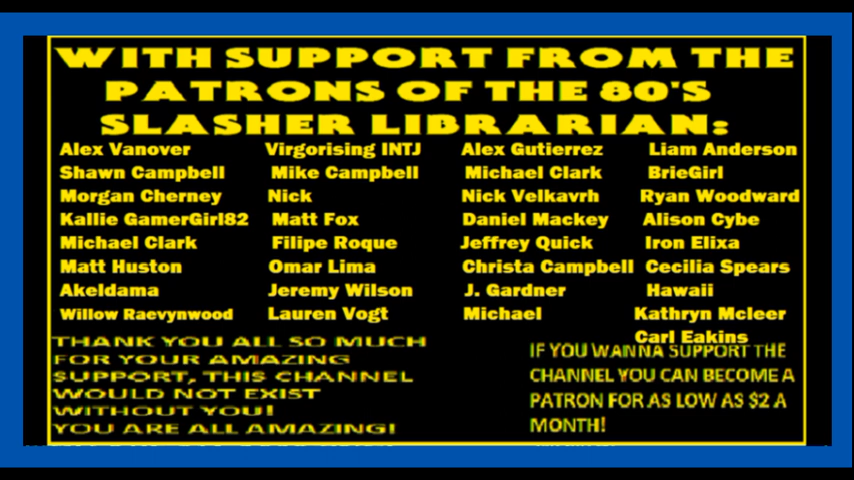 WITH SUPPORT FROM THE
PATRONS OF THE 80'S
SLASHER LIBRARIAN:
Alex Vanover
Shawn Campbell
Morgan Cherney
Kallie GamerGirl82
Michael Clark
Matt Huston
Akeldama
Willow Raevynwood
Virgorising INTJ
Mike Campbell
Nick
Matt Fox
Filipe Roque
Omar Lima
Jeremy Wilson
Lauren Vogt
Alex Gutierrez
Michael Clark
Nick Velkavrh
Daniel Mackey
Jeffrey Quick
Christa Campbell
J. Gardner
Michael
Liam Anderson
BrieGirl
Ryan Woodward
Alison Cybe
Iron Elixa
Cecilia Spears
Hawaii
Kathryn Mcleer
Carl Eakins
THANK YOU ALL SO MUCH
FOR YOUR AMAZING
SUPPORT, THIS CHANNEL
WOULD NOT EXIST
WITHOUT YOU!
YOU ARE ALL AMAZING!
IF YOU WANNA SUPPORT THE
CHANNEL YOU CAN BECOME A
PATRON FOR AS LOW AS $2 A
MONTH!